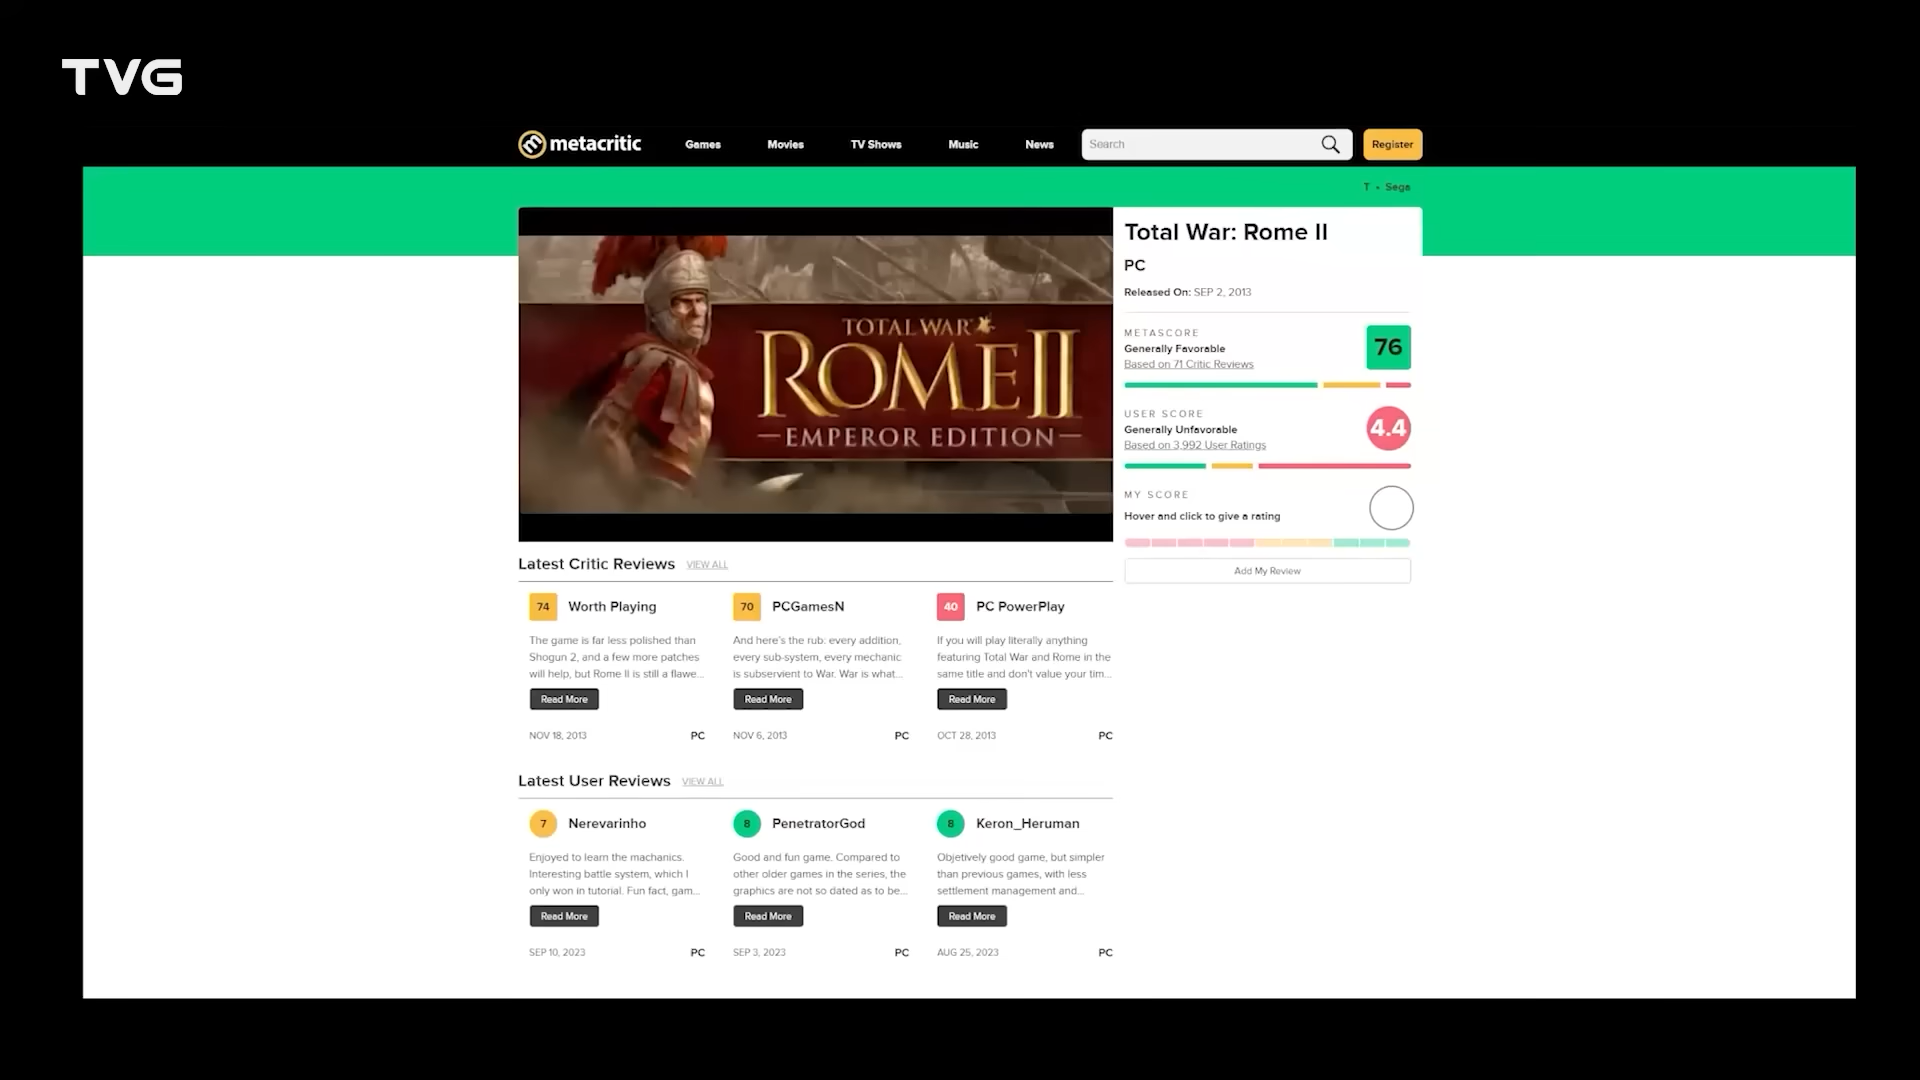 TVG
metacritic Games Movies TV Shows Music News Search Register
T • Sega
TOTAL WAR
ROME II
EMPEROR EDITION
Total War: Rome II
PC
Released On: SEP 2, 2013
METASCORE
Generally Favorable
Based on 71 Critic Reviews
76
USER SCORE
Generally Unfavorable
Based on 3,992 User Ratings
4.4
MY SCORE
Hover and click to give a rating
Add My Review
Latest Critic Reviews VIEW ALL
74 Worth Playing
The game is far less polished than
Shogun 2, and a few more patches
will help, but Rome II is still a flawe...
Read More
NOV 18, 2013 PC
70 PCGamesN
And here's the rub: every addition,
every sub-system, every mechanic
is subservient to War. War is what...
Read More
NOV 6, 2013 PC
40 PC PowerPlay
If you will play literally anything
featuring Total War and Rome in the
same title and don't value your tim...
Read More
OCT 28, 2013 PC
Latest User Reviews VIEW ALL
7 Nerevarinho
Enjoyed to learn the machanics.
Interesting battle system, which I
only won in tutorial. Fun fact, gam...
Read More
SEP 10, 2023 PC
8 PenetratorGod
Good and fun game. Compared to
other older games in the series, the
graphics are not so dated as to be...
Read More
SEP 3, 2023 PC
8 Keron_Heruman
Objetively good game, but simpler
than previous games, with less
settlement management and...
Read More
AUG 25, 2023 PC